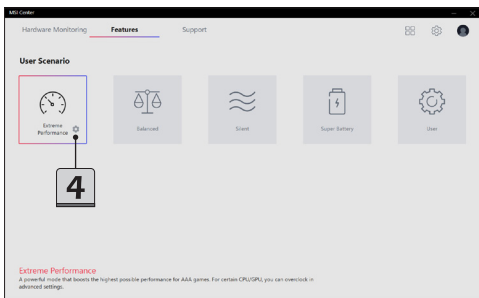 MSI Center
Hardware Monitoring Features Support
User Scenario
Extreme
Performance
Balanced
Silent
Super Battery
User
4
Extreme Performance
A powerful mode that boosts the highest possible performance for AAA games. For certain CPU/GPU, you can overclock in
advanced settings.